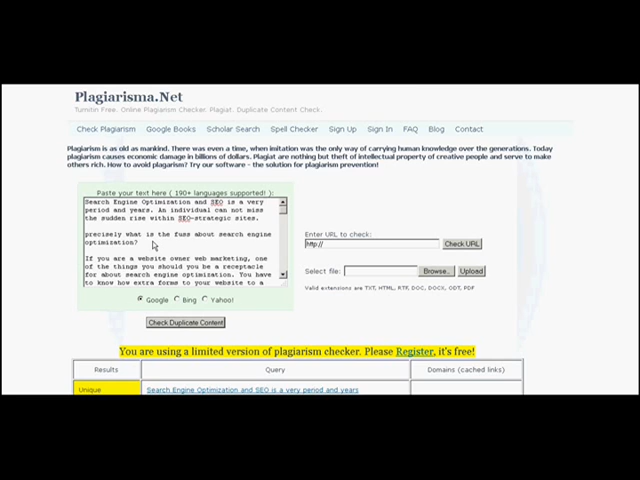 Plagiarisma.Net
Turnitin Free. Online Plagiarism Checker. Plagiat. Duplicate Content Check.
Check Plagiarism Google Books Scholar Search Spell Checker Sign Up Sign In FAQ Blog Contact
Plagiarism is as old as mankind. There was even a time, when imitation was the only way of carrying human knowledge over the generations. Today
plagiarism causes economic damage in billions of dollars. Plagiat are nothing but theft of intellectual property of creative people and serve to make
others rich. How to avoid plagiarism? Try our software - the solution for plagiarism prevention!
Paste your text here ( 190+ languages supported! ):
Search Engine Optimization and SEO is a very
period and years. An individual can not miss
the sudden rise within SEO-strategic sites.
precisely what is the fuss about search engine
optimization?
If you are a website owner web marketing, one
of the things you should be a receptacle
for about search engine optimization. You have
to know how extra forms to your website to a
Google Bing Yahoo!
Check Duplicate Content
Enter URL to check:
http://
Check URL
Select file: Browse.. Upload
Valid extensions are TXT, HTML, RTF, DOC, DOCX, ODT, PDF
You are using a limited version of plagiarism checker. Please Register, it's free!
Results Query Domains (cached links)
Unique Search Engine Optimization and SEO is a very period and years